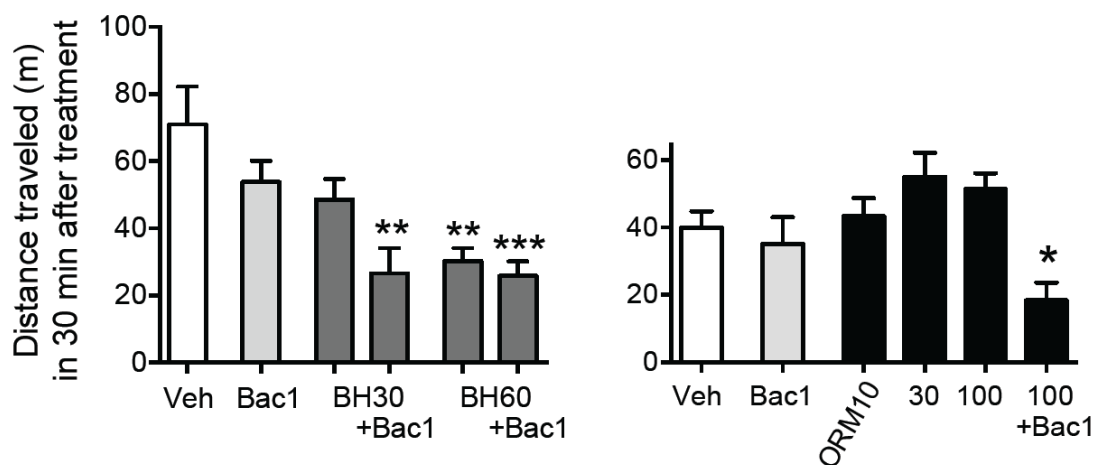 Distance traveled (m)
in 30 min after treatment
100
80
60
40
20
0
**
**
***
Veh
Bac1
BH30
+Bac1
BH60
+Bac1
60
40
20
0
*
Veh
Bac1
ORM10
30
100
100
+Bac1